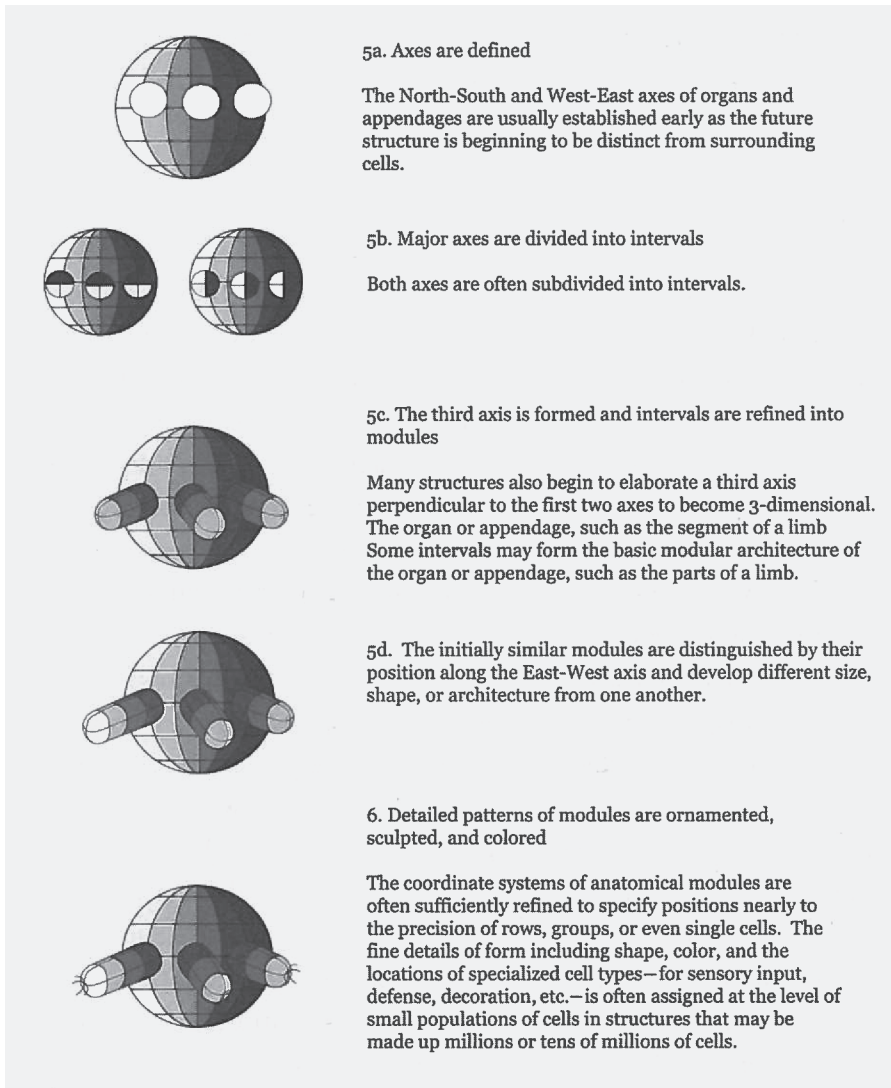 5a. Axes are defined
The North-South and West-East axes of organs and
appendages are usually established early as the future
structure is beginning to be distinct from surrounding
cells.
5b. Major axes are divided into intervals
Both axes are often subdivided into intervals.
5c. The third axis is formed and intervals are refined into
modules
Many structures also begin to elaborate a third axis
perpendicular to the first two axes to become 3-dimensional.
The organ or appendage, such as the segment of a limb
Some intervals may form the basic modular architecture of
the organ or appendage, such as the parts of a limb.
5d.  The initially similar modules are distinguished by their
position along the East-West axis and develop different size,
shape, or architecture from one another.
6. Detailed patterns of modules are ornamented,
sculpted, and colored
The coordinate systems of anatomical modules are
often sufficiently refined to specify positions nearly to
the precision of rows, groups, or even single cells.  The
fine details of form including shape, color, and the
locations of specialized cell types—for sensory input,
defense, decoration, etc.—is often assigned at the level of
small populations of cells in structures that may be
made up millions or tens of millions of cells.